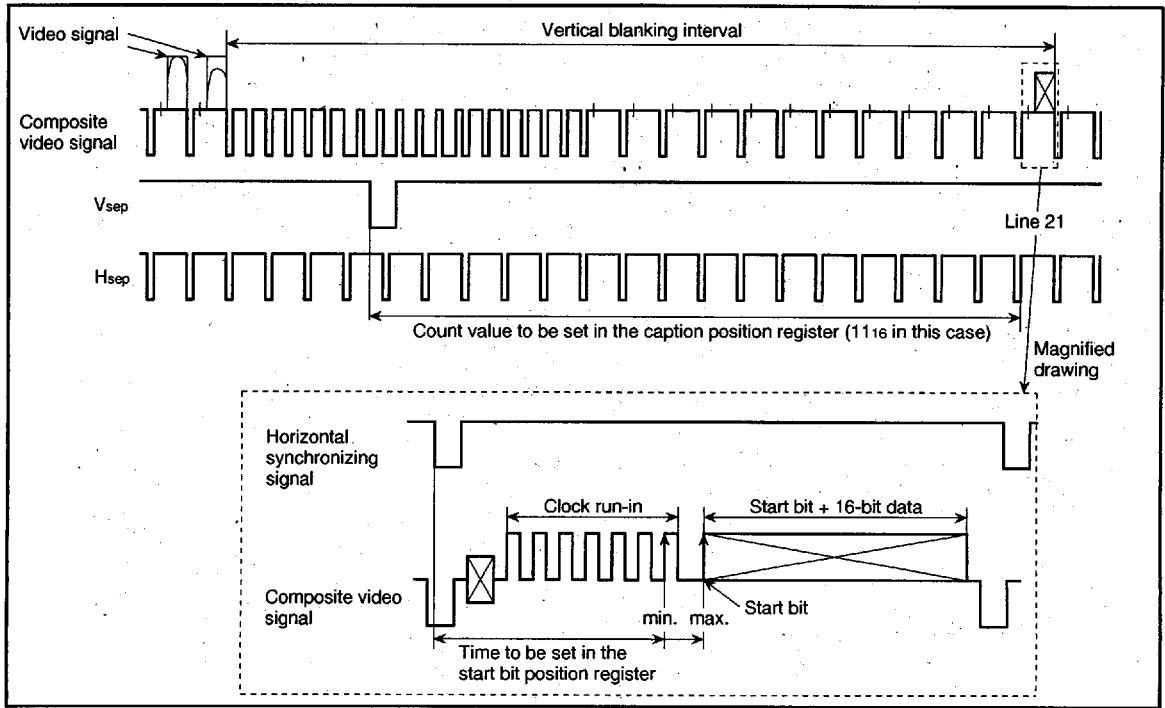 Video signal
Vertical blanking interval
Composite
video signal
Vsep
Line 21
Hsep
Count value to be set in the caption position register (1116 in this case)
Magnified
drawing
Horizontal
synchronizing
signal
Clock run-in
Start bit + 16-bit data
Composite video
signal
min.
max.
Start bit
Time to be set in the
start bit position register